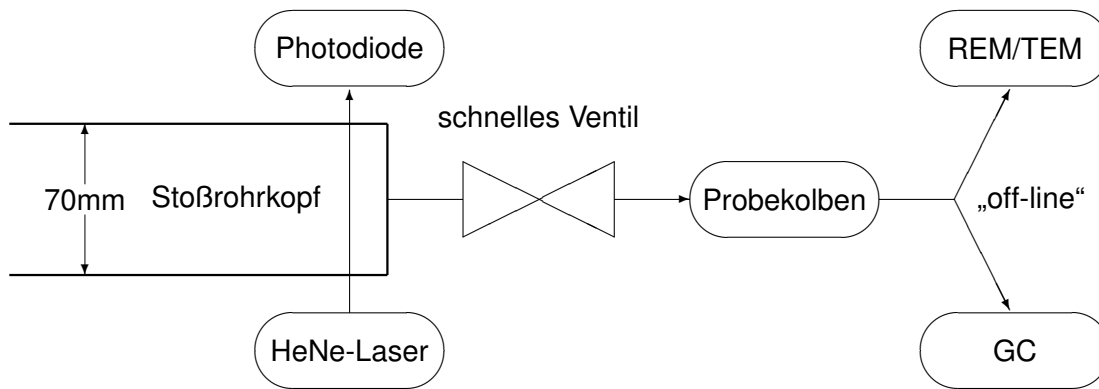 Photodiode
REM/TEM
schnelles Ventil
70mm
Stoßrohrkopf
Probekolben
„off-line“
HeNe-Laser
GC